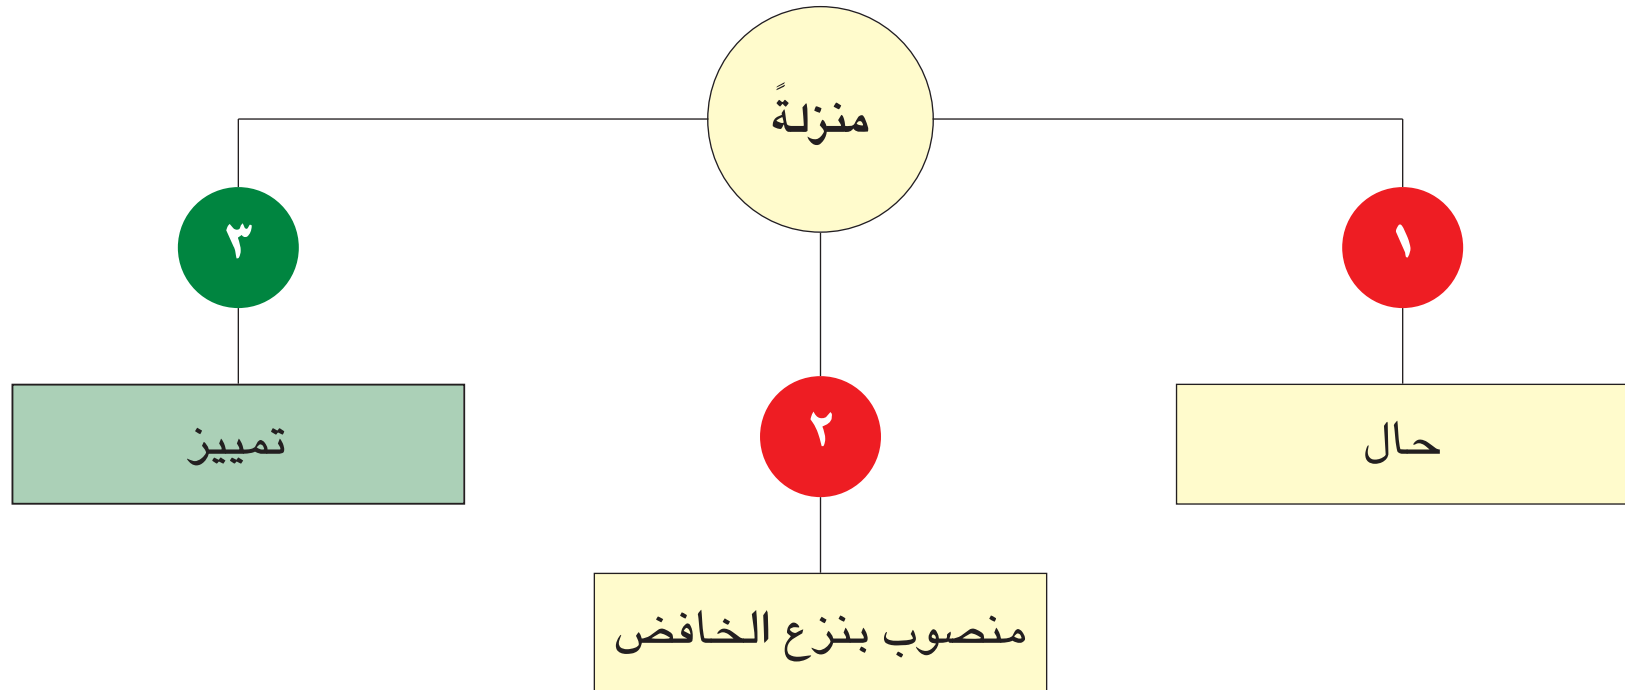 منزلةً
١
٢
٣
حال
منصوب بنزع الخافض
تمييز